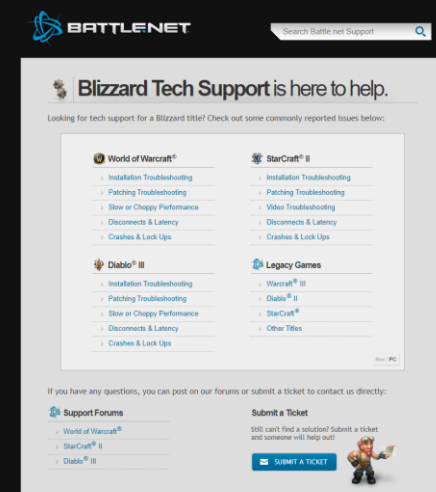 BATTLE.NET
Search Battle.net Support
Blizzard Tech Support is here to help.
Looking for tech support for a Blizzard title? Check out some commonly reported issues below:
World of Warcraft®
Installation Troubleshooting
Patching Troubleshooting
Slow or Choppy Performance
Disconnects & Latency
Crashes & Lock Ups
StarCraft® II
Installation Troubleshooting
Patching Troubleshooting
Video Troubleshooting
Disconnects & Latency
Crashes & Lock Ups
Diablo® III
Installation Troubleshooting
Patching Troubleshooting
Slow or Choppy Performance
Disconnects & Latency
Crashes & Lock Ups
Legacy Games
Warcraft® III
Diablo® II
StarCraft®
Other Titles
Mac | PC
If you have any questions, you can post on our forums or submit a ticket to contact us directly:
Support Forums
World of Warcraft®
StarCraft® II
Diablo® III
Submit a Ticket
Still can't find a solution? Submit a ticket
and someone will help out!
SUBMIT A TICKET